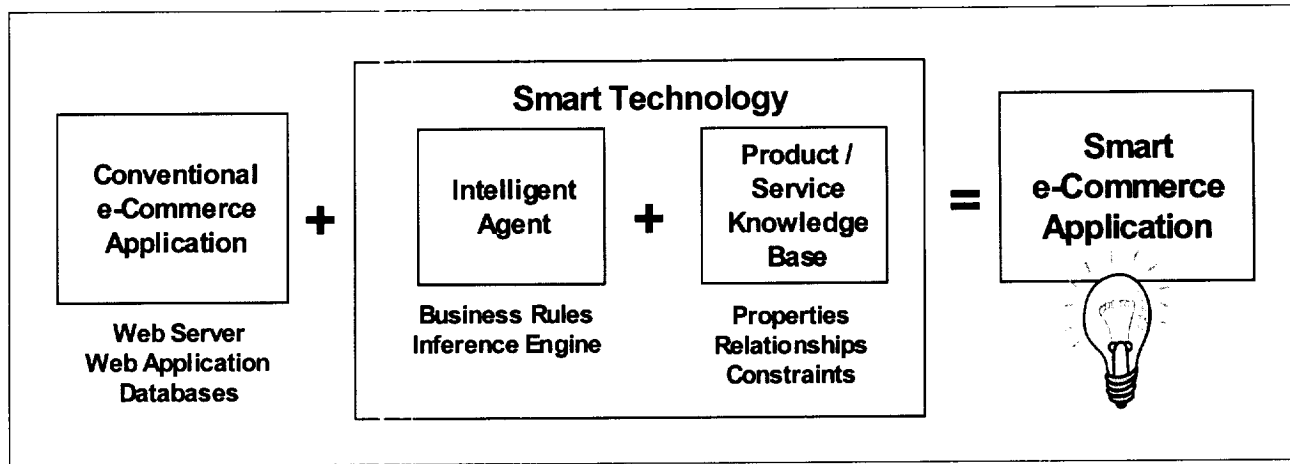 Smart Technology
Conventional
e-Commerce
Application
+
Intelligent
Agent
+
Product /
Service
Knowledge
Base
=
Smart
e-Commerce
Application
Web Server
Web Application
Databases
Business Rules
Inference Engine
Properties
Relationships
Constraints